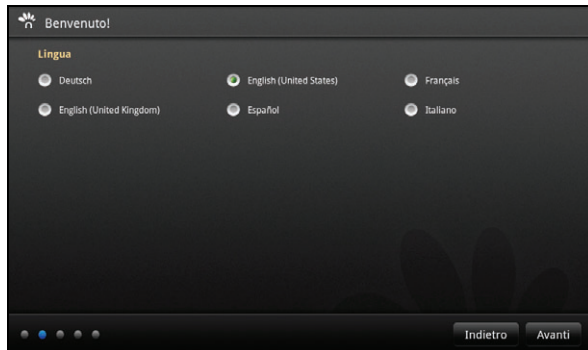 Benvenuto!
Lingua
Deutsch English (United States) Français
English (United Kingdom) Español Italiano
Indietro Avanti